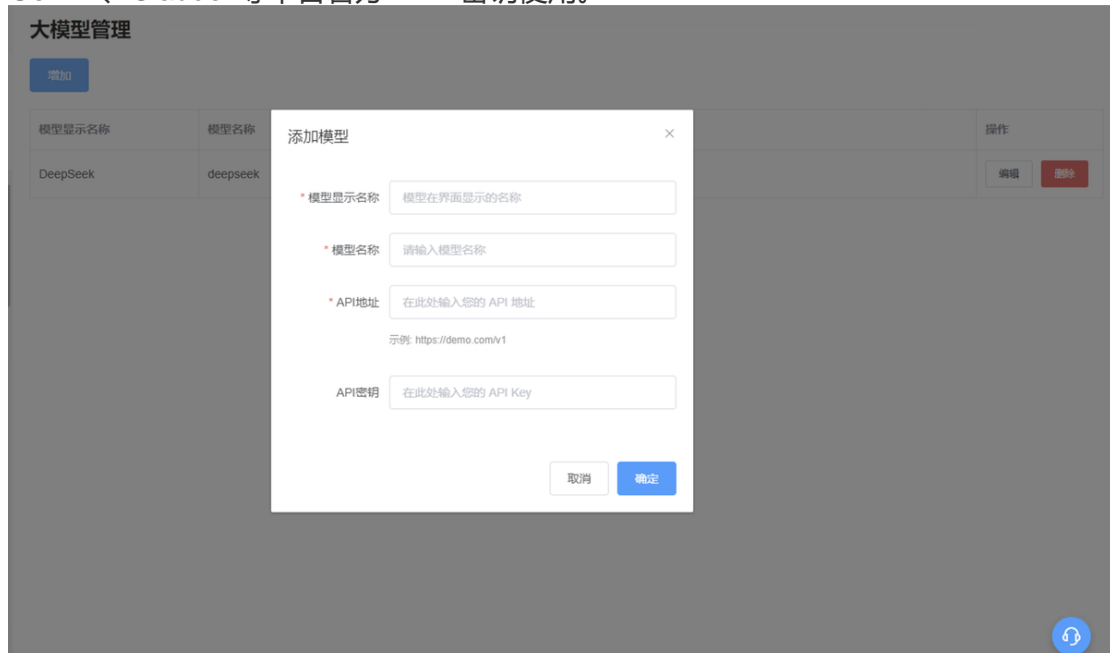 大模型管理
增加
模型显示名称 模型名称 操作
DeepSeek deepseek 编辑 删除
添加模型
* 模型显示名称 模型在界面显示的名称
* 模型名称 请输入模型名称
* API地址 在此处输入您的 API 地址
示例: https://demo.com/v1
API密钥 在此处输入您的 API Key
取消 确定